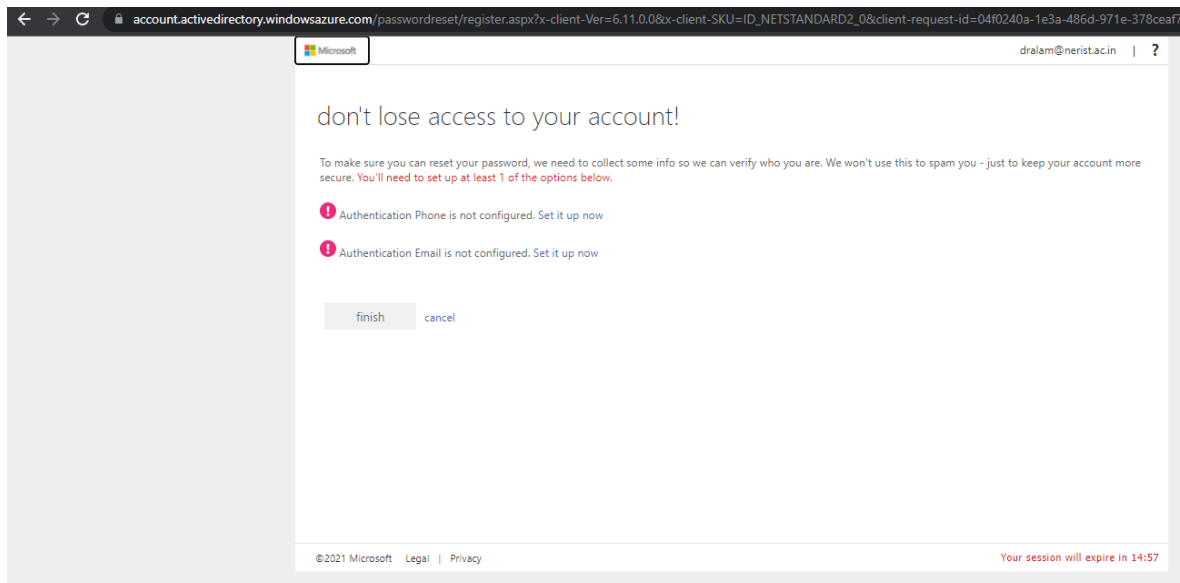 account.activedirectory.windowsazure.com/passwordreset/register.aspx?x-client-Ver=6.11.0.0&x-client-SKU=ID_NETSTANDARD2_0&client-request-id=04f0240a-1e3a-486d-971e-378ceaf7
Microsoft
dralam@nerist.ac.in | ?
don't lose access to your account!
To make sure you can reset your password, we need to collect some info so we can verify who you are. We won't use this to spam you - just to keep your account more
secure. You'll need to set up at least 1 of the options below.
! Authentication Phone is not configured. Set it up now
! Authentication Email is not configured. Set it up now
finish cancel
©2021 Microsoft Legal | Privacy
Your session will expire in 14:57